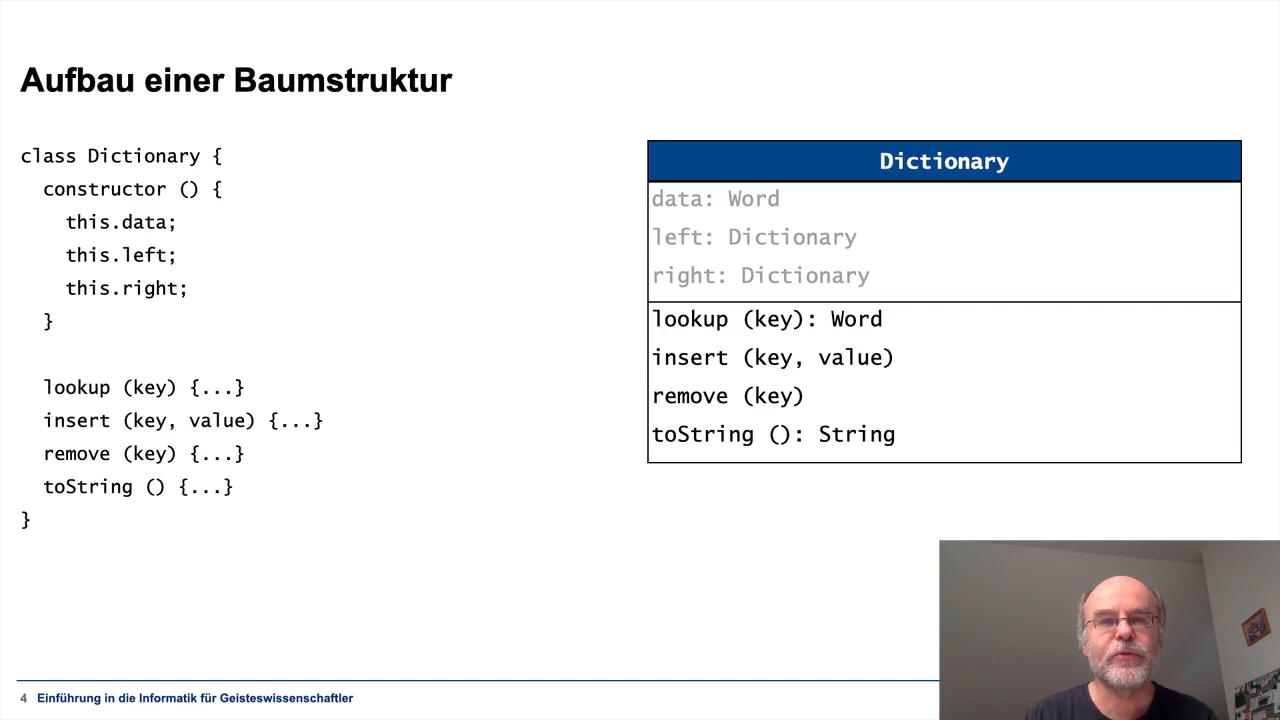 Aufbau einer Baumstruktur
class Dictionary {
constructor () {
this.data;
this.left;
this.right;
}
lookup (key) {...}
insert (key, value) {...}
remove (key) {...}
toString () {...}
}
Dictionary
data: Word
left: Dictionary
right: Dictionary
lookup (key): Word
insert (key, value)
remove (key)
toString (): String
4 Einführung in die Informatik für Geisteswissenschaftler